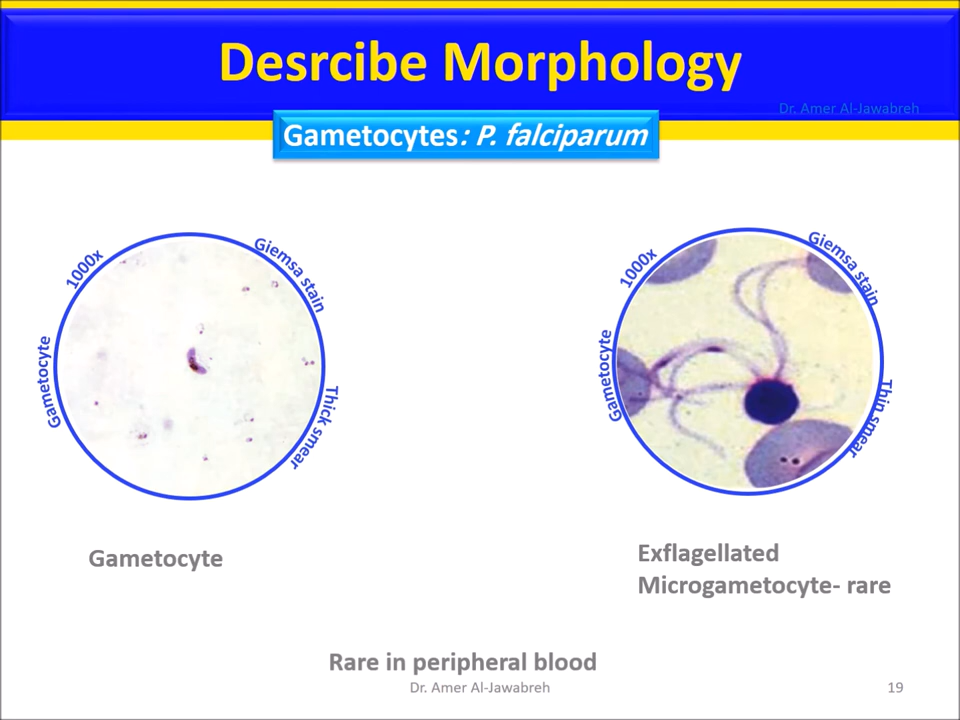 Desrcibe Morphology
Dr. Amer Al-Jawabreh
Gametocytes: P. falciparum
1000x
Giemsa stain
Gametocyte
Thick smear
1000x
Giemsa stain
Gametocyte
Thin smear
Gametocyte
Exflagellated
Microgametocyte- rare
Rare in peripheral blood
Dr. Amer Al-Jawabreh
19